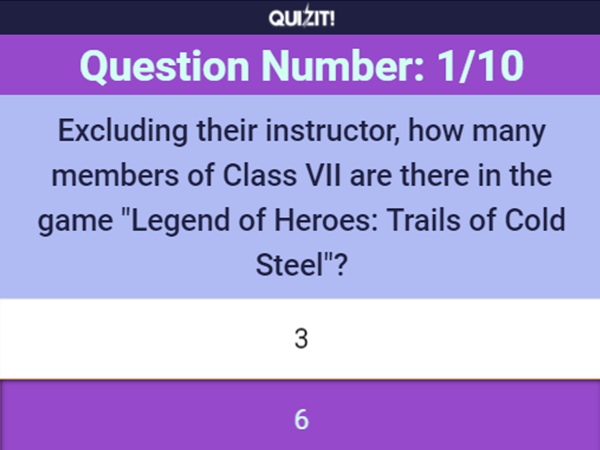 QUIZIT!
Question Number: 1/10
Excluding their instructor, how many
members of Class VII are there in the
game "Legend of Heroes: Trails of Cold
Steel"?
3
6